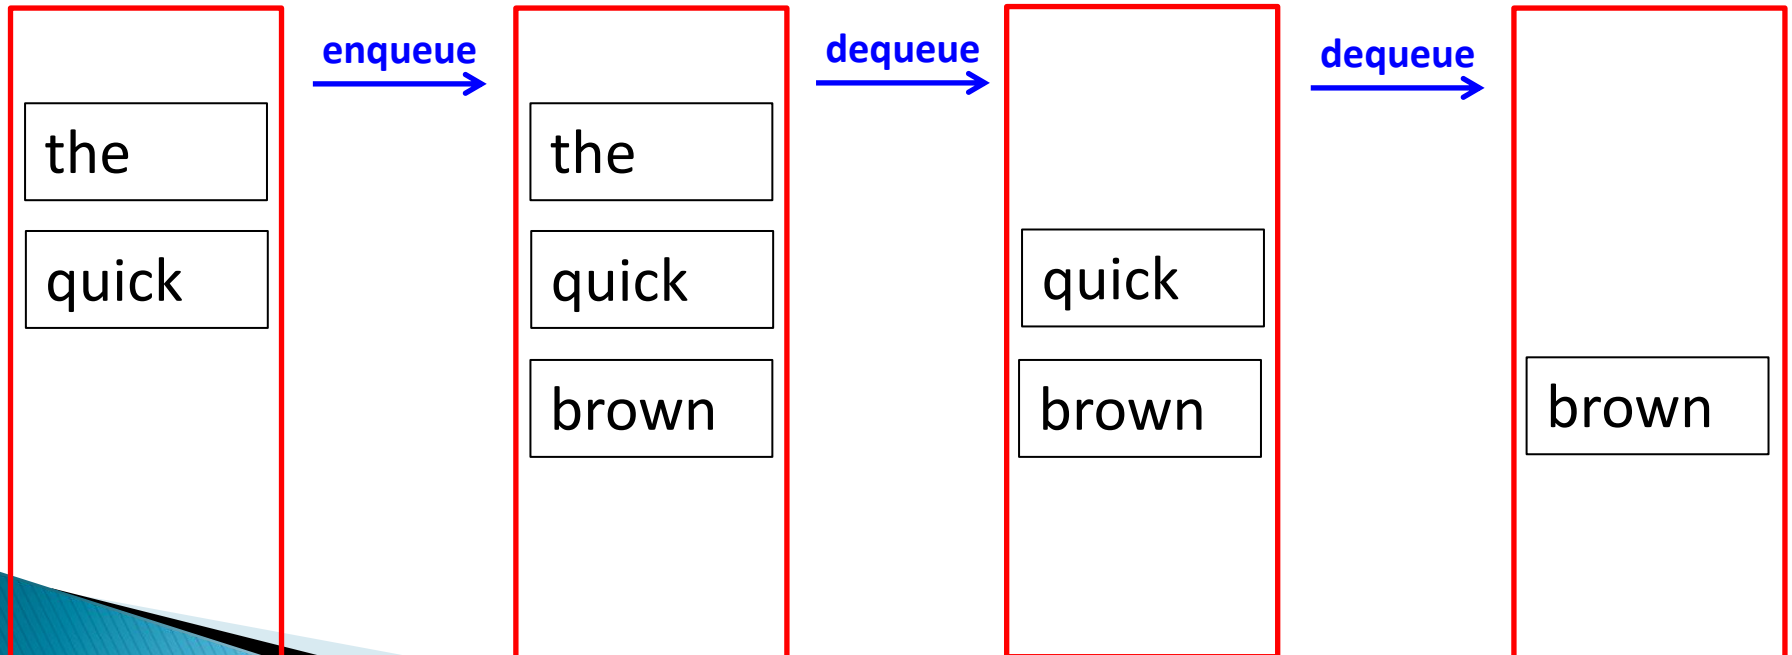 enqueue
dequeue
dequeue
the
quick
the
quick
brown
quick
brown
brown